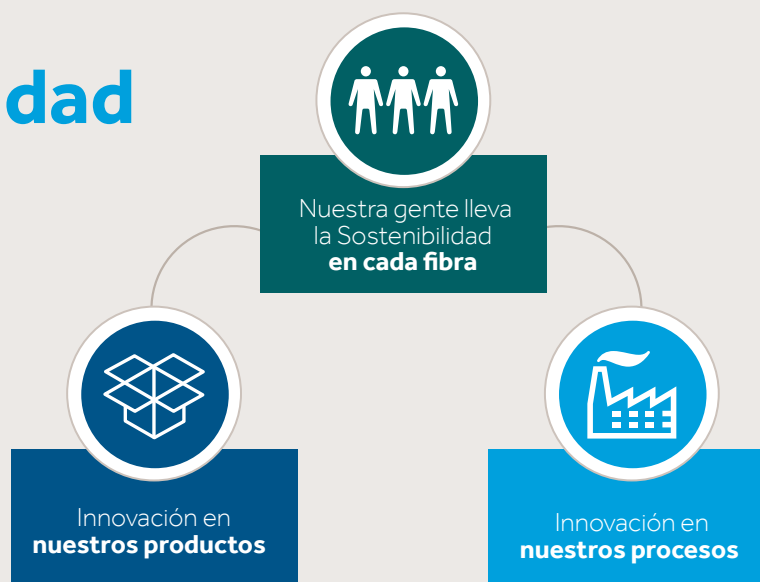 dad
Nuestra gente lleva
la Sostenibilidad
en cada fibra
Innovación en
nuestros productos
Innovación en
nuestros procesos